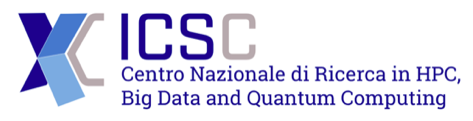 ICSC
Centro Nazionale di Ricerca in HPC,
Big Data and Quantum Computing